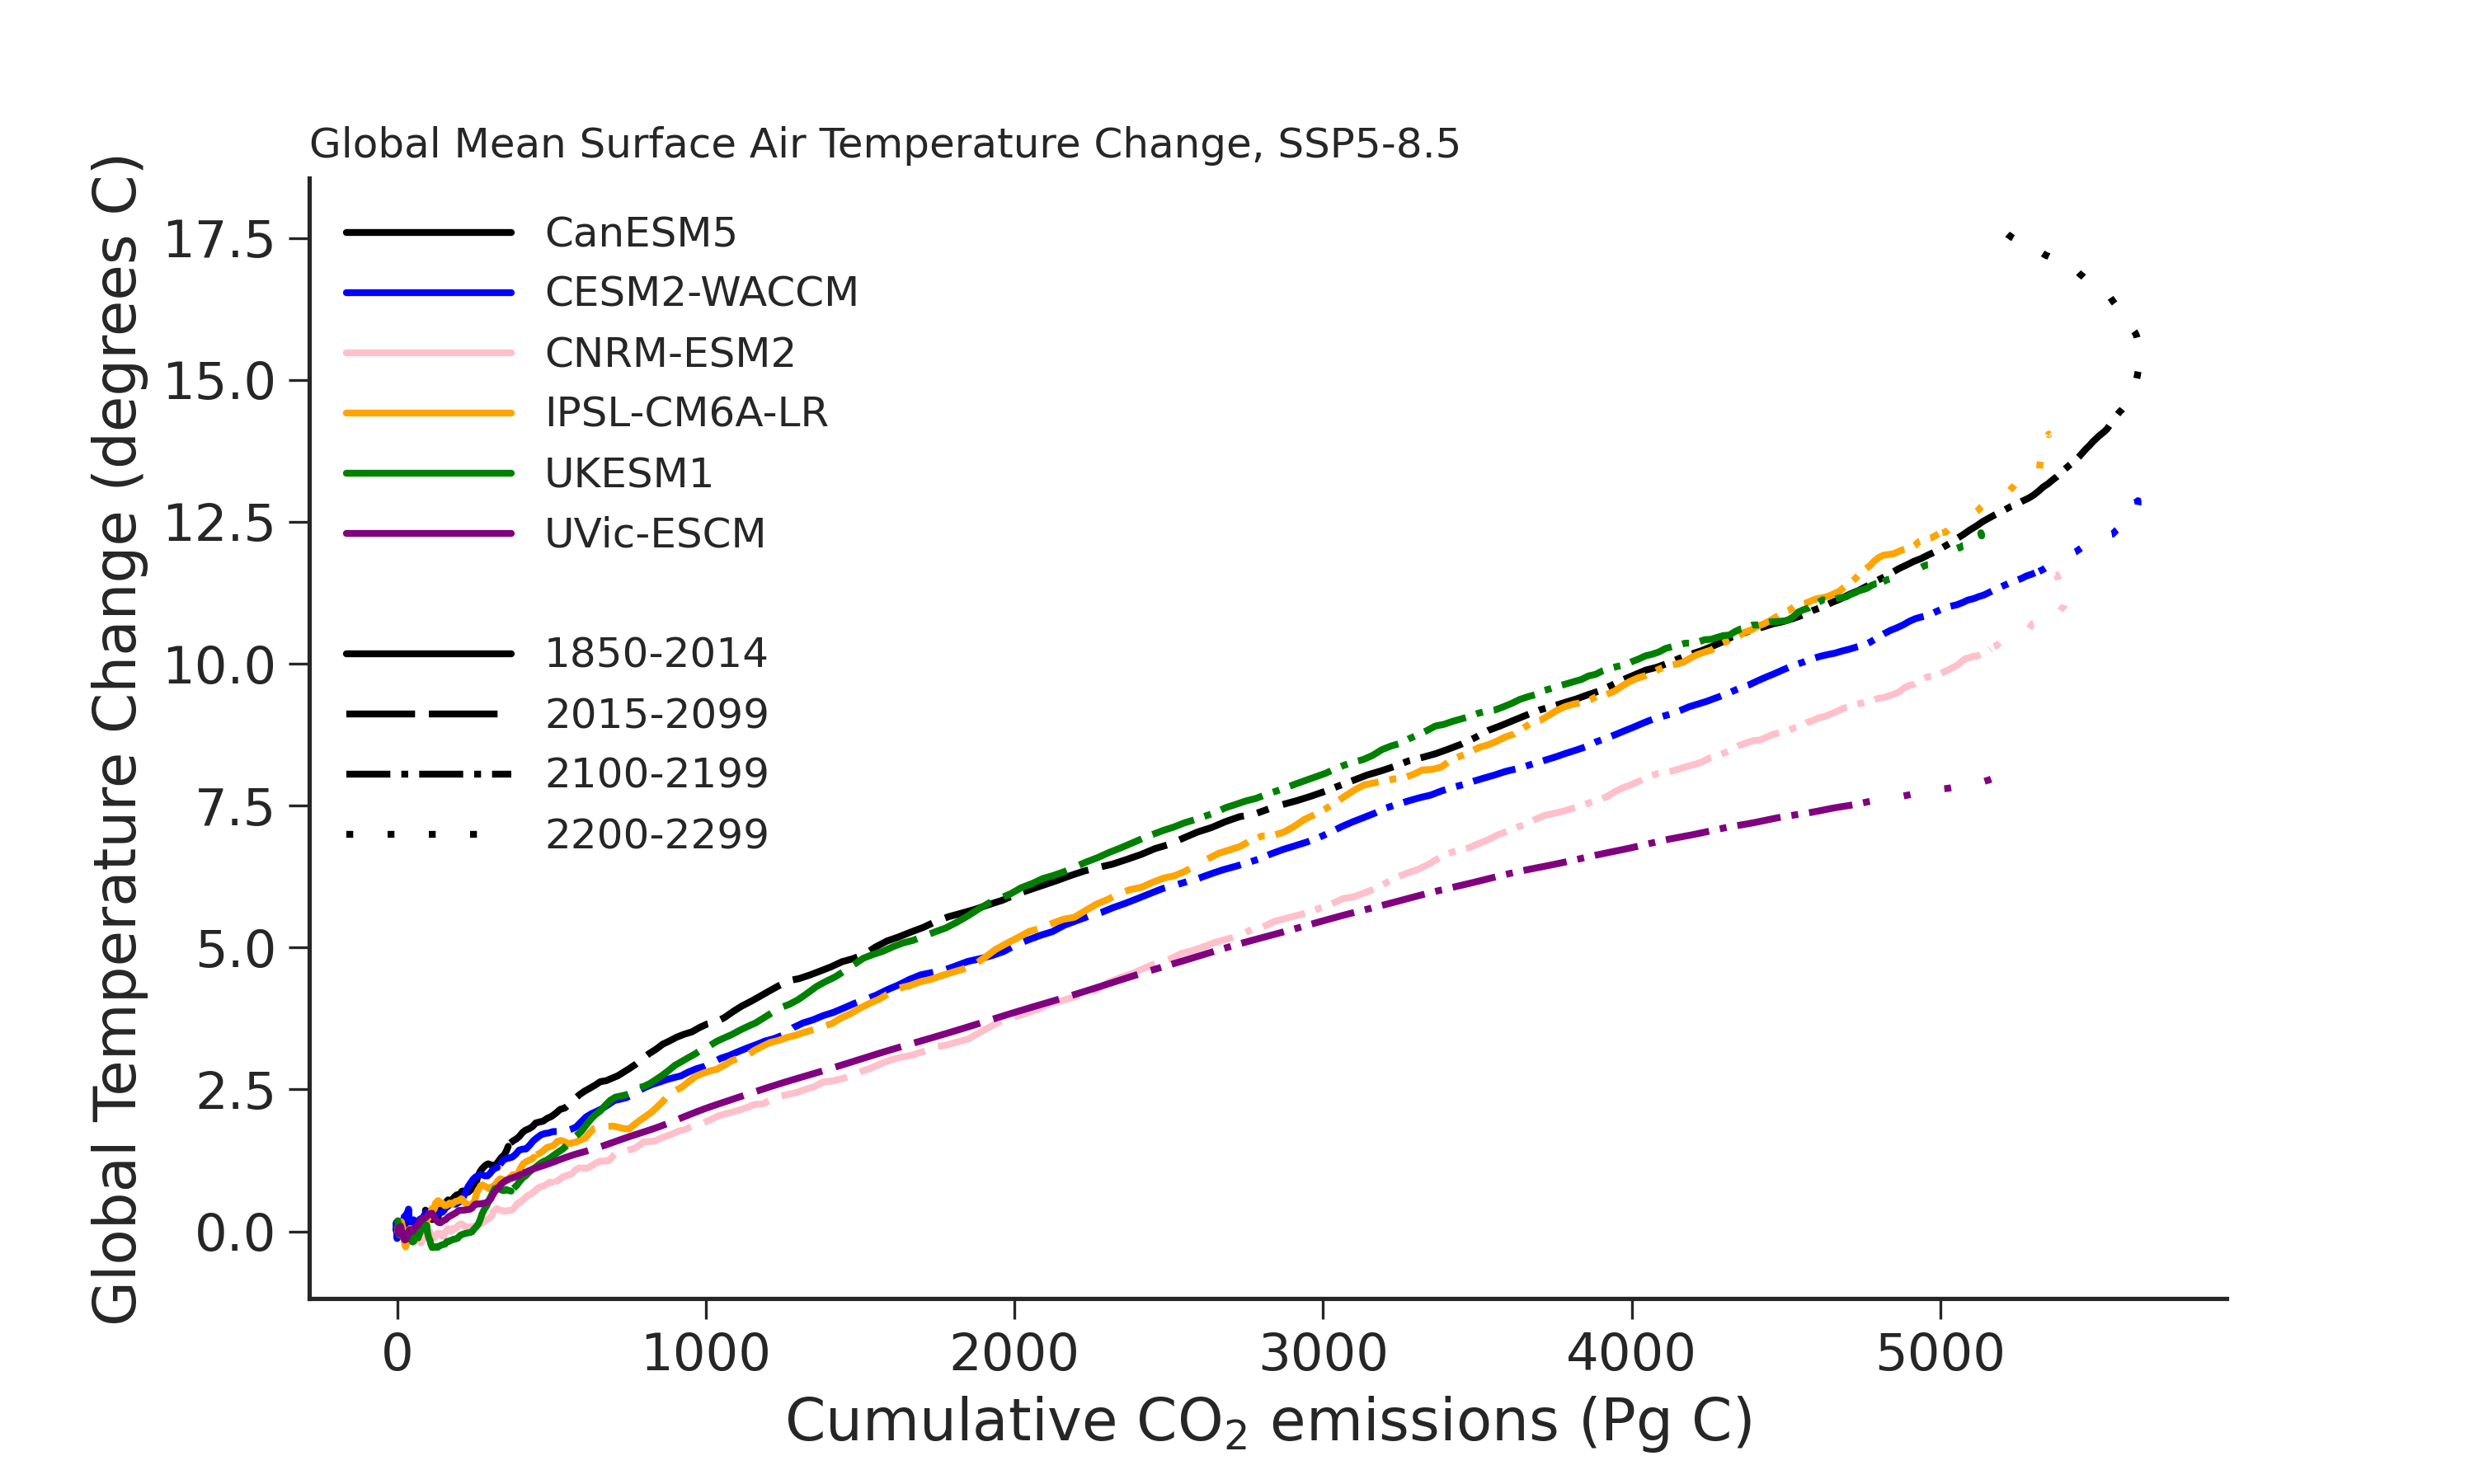 Global Mean Surface Air Temperature Change, SSP5-8.5
Global Temperature Change (degrees C)
17.5
15.0
12.5
10.0
7.5
5.0
2.5
0.0
CanESM5
CESM2-WACCM
CNRM-ESM2
IPSL-CM6A-LR
UKESM1
UVic-ESCM
1850-2014
2015-2099
2100-2199
2200-2299
0 1000 2000 3000 4000 5000
Cumulative CO₂ emissions (Pg C)